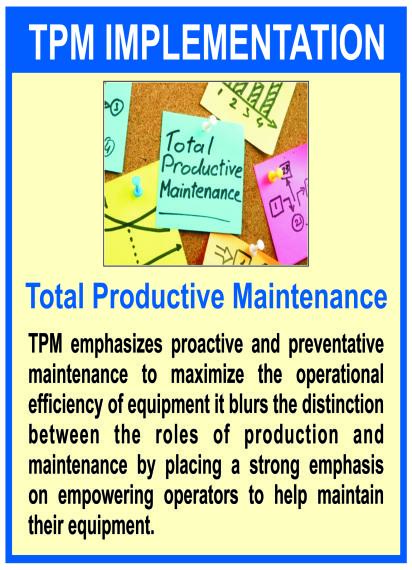 TPM IMPLEMENTATION
3
1 2 3 4
Total
Productive
Maintenance
Total Productive Maintenance
TPM emphasizes proactive and preventative
maintenance to maximize the operational
efficiency of equipment it blurs the distinction
between the roles of production and
maintenance by placing a strong emphasis
on empowering operators to help maintain
their equipment.